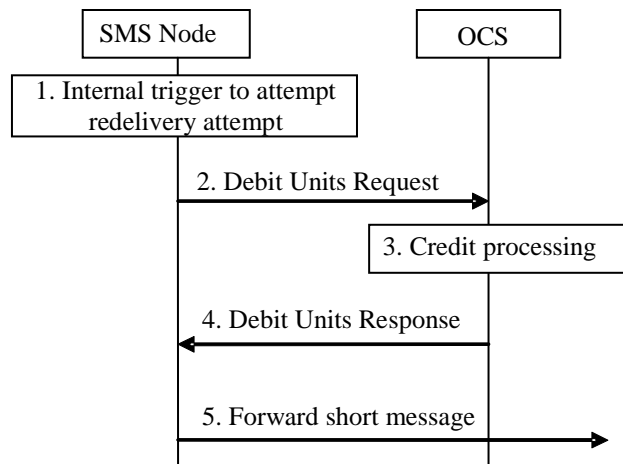 SMS Node
OCS
1. Internal trigger to attempt
redelivery attempt
2. Debit Units Request
3. Credit processing
4. Debit Units Response
5. Forward short message